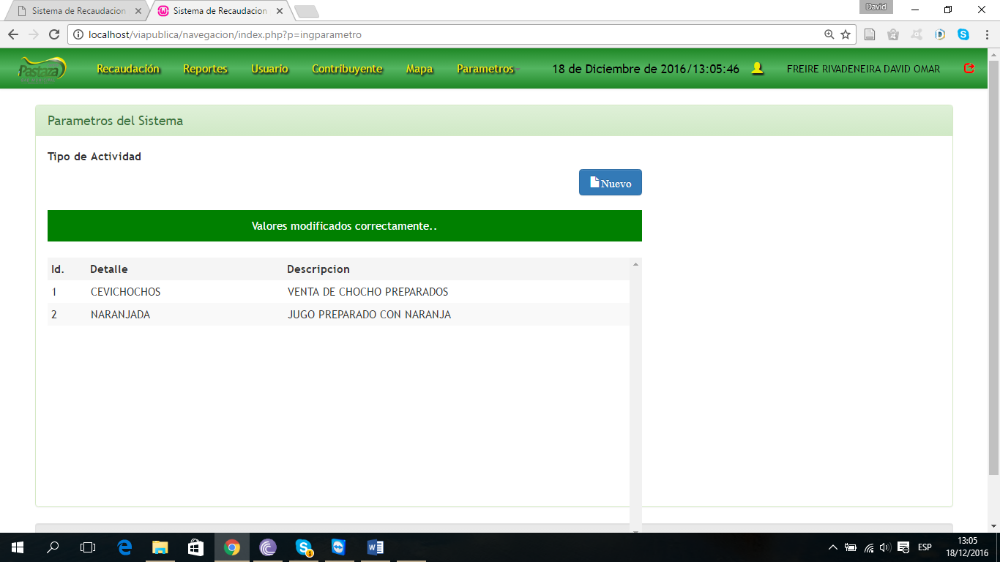 David
Sistema de Recaudacion
Sistema de Recaudacion
localhost/viapublica/navegacion/index.php?p=ingparametro
Pastaza
Recaudación Reportes Usuario Contribuyente Mapa Parametros 18 de Diciembre de 2016/13:05:46 FREIRE RIVADENEIRA DAVID OMAR
Parametros del Sistema
Tipo de Actividad
Nuevo
Valores modificados correctamente..
Id. Detalle Descripcion
1 CEVICHOCHOS VENTA DE CHOCHO PREPARADOS
2 NARANJADA JUGO PREPARADO CON NARANJA
1
ESP
13:05
18/12/2016